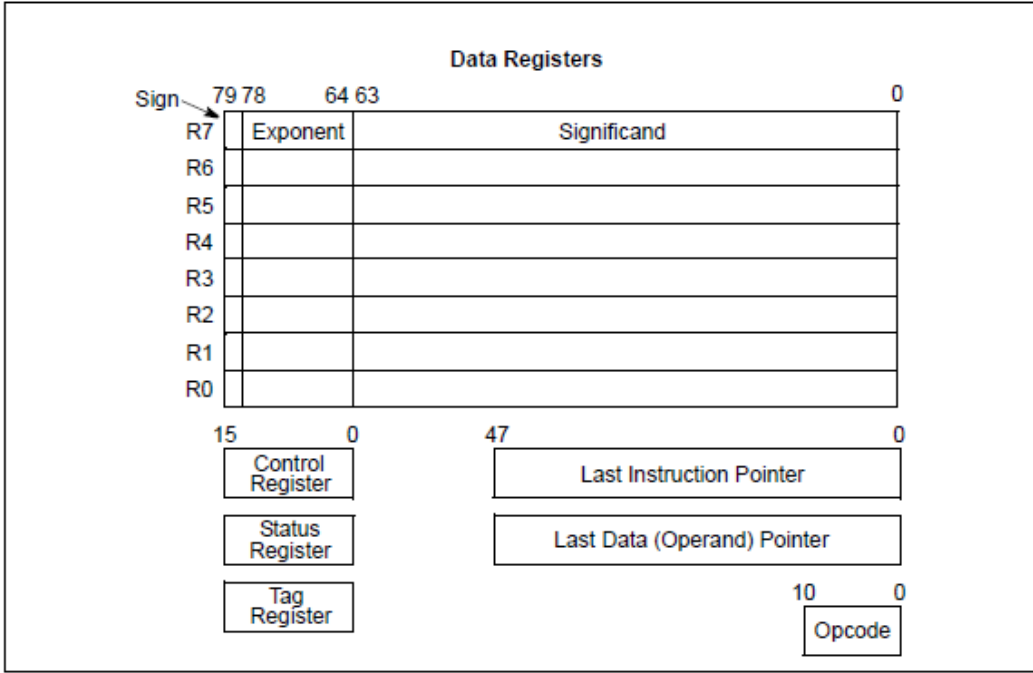 Data Registers
Sign 79 78 64 63 0
R7 Exponent Significand
R6
R5
R4
R3
R2
R1
R0
15 0 47 0
Control
Register
Last Instruction Pointer
Status
Register
Last Data (Operand) Pointer
Tag
Register
10 0
Opcode